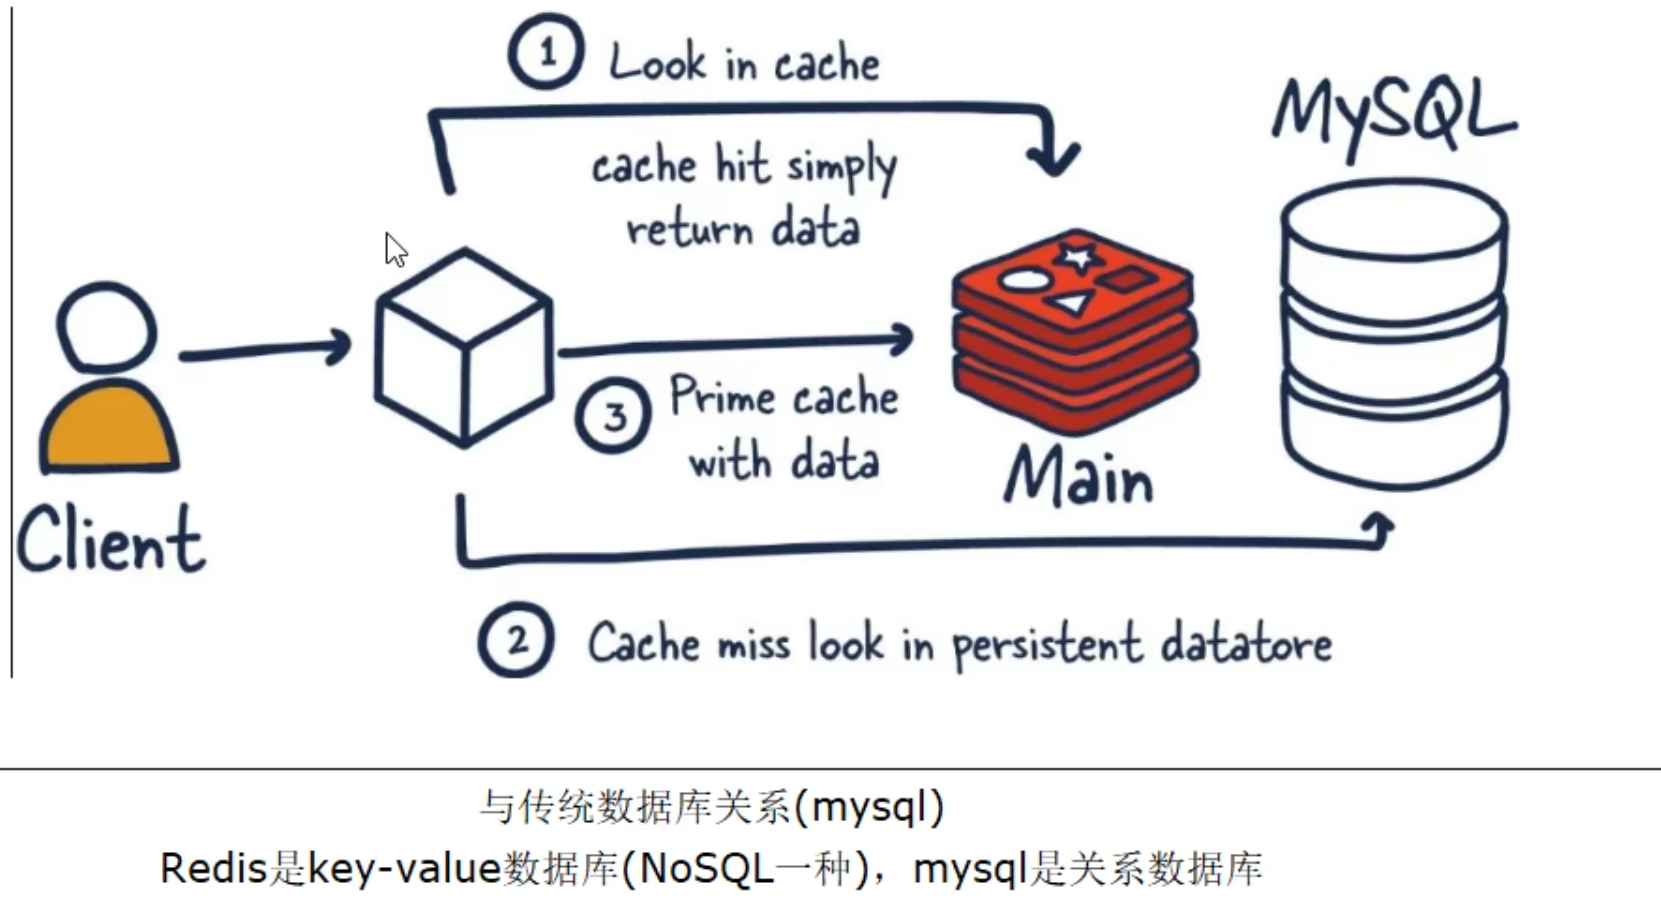 1 Look in cache
cache hit simply
return data
MySQL
3 Prime cache
with data
Main
Client
2 Cache miss look in persistent datatore
与传统数据库关系(mysql)
Redis是key-value数据库(NoSQL一种)，mysql是关系数据库